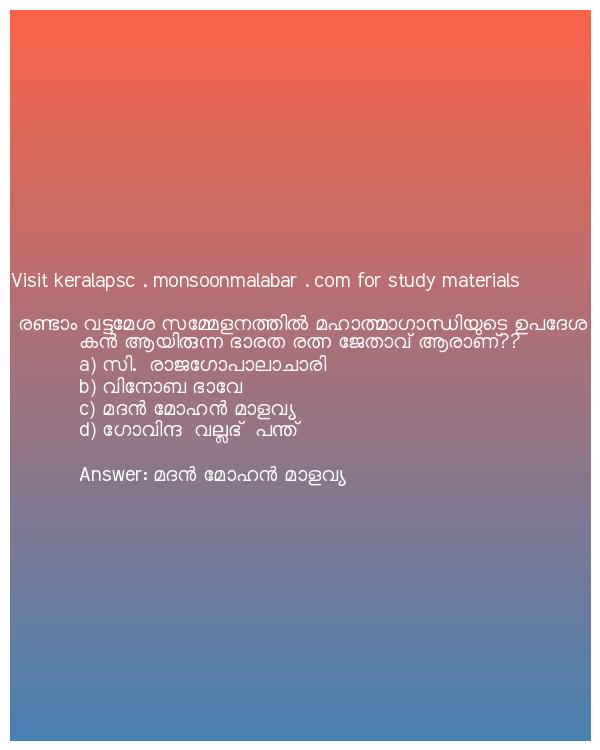 Visit keralapsc . monsoonmalabar . com for study materials
രണ്ടാം വട്ടമേശ സമ്മേളനത്തിൽ മഹാത്മാഗാന്ധിയുടെ ഉപദേശ
കൻ ആയിരുന്ന ഭാരത രത്ന ജേതാവ് ആരാണ്??
a) സി. രാജഗോപാലാചാരി
b) വിനോബ ഭാവേ
c) മദൻ മോഹൻ മാളവ്യ
d) ഗോവിന്ദ വല്ലഭ് പന്ത്
Answer: മദൻ മോഹൻ മാളവ്യ